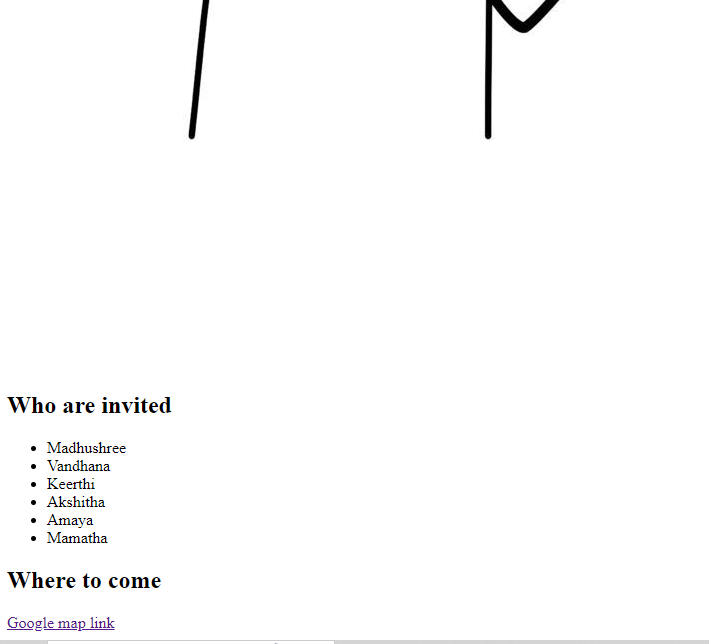 Who are invited
Madhushree
Vandhana
Keerthi
Akshitha
Amaya
Mamatha
Where to come
Google map link